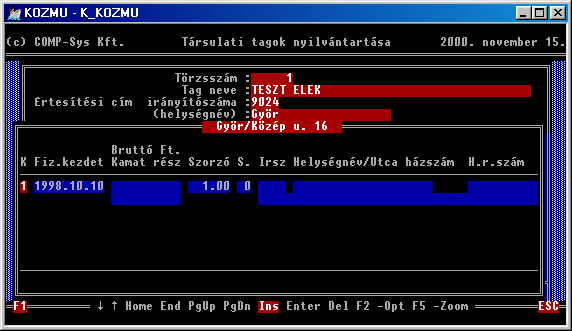 KOZMU - K_KOZMU
(c) COMP-Sys Kft. Társulati tagok nyilvántartása 2000. november 15.
Törzsszám : 1
Tag neve :TESZT ELEK
Értesítési cím irányítószáma :9024
(helységnév) :Győr
Győr/Közép u. 16
Bruttó Ft.
K Fiz.kezdet Kamat rész Szorzó S. Irsz Helységnév/Utca házszám H.r.szám
1 1998.10.10 1.00 0
F1 ↓ ↑ Home End PgUp PgDn Ins Enter Del F2 -Opt F5 -Zoom ESC